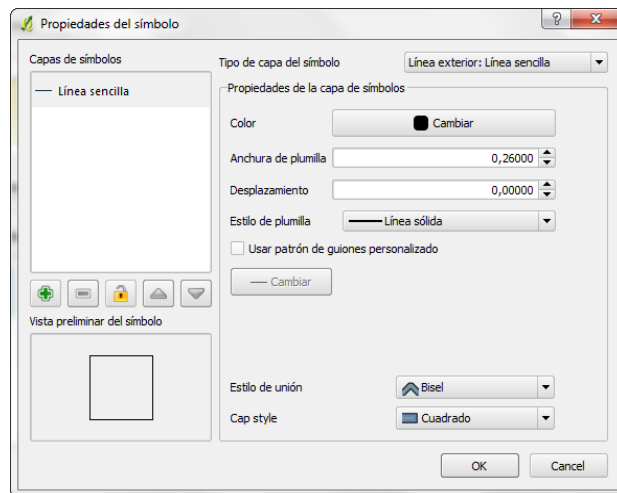 Propiedades del símbolo
Capas de símbolos
Línea sencilla
Vista preliminar del símbolo
Tipo de capa del símbolo
Línea exterior: Línea sencilla
Propiedades de la capa de símbolos
Color
Cambiar
Anchura de plumilla
0,26000
Desplazamiento
0,00000
Estilo de plumilla
Línea sólida
Usar patrón de guiones personalizado
Cambiar
Estilo de unión
Bisel
Cap style
Cuadrado
OK
Cancel